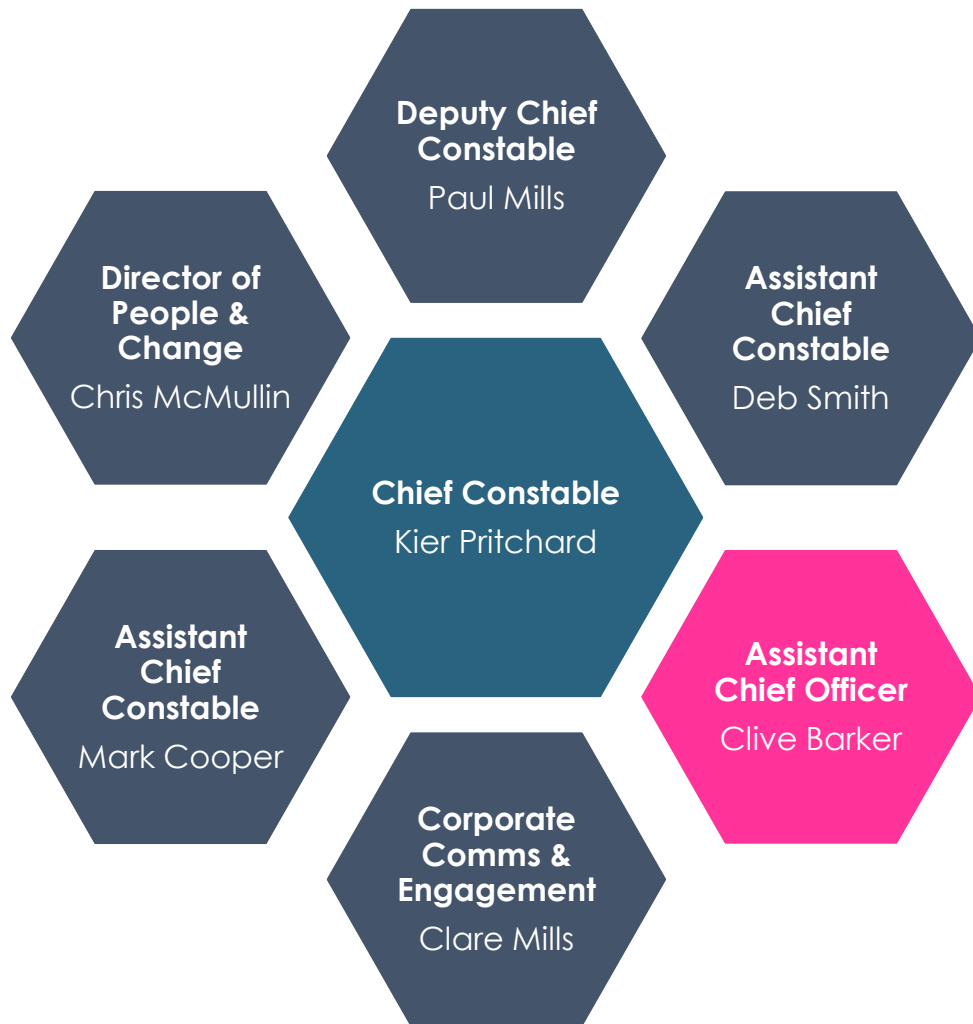 Deputy Chief
Constable
Paul Mills
Director of
People &
Change
Chris McMullin
Assistant
Chief
Constable
Deb Smith
Chief Constable
Kier Pritchard
Assistant
Chief
Constable
Mark Cooper
Assistant
Chief Officer
Clive Barker
Corporate
Comms &
Engagement
Clare Mills